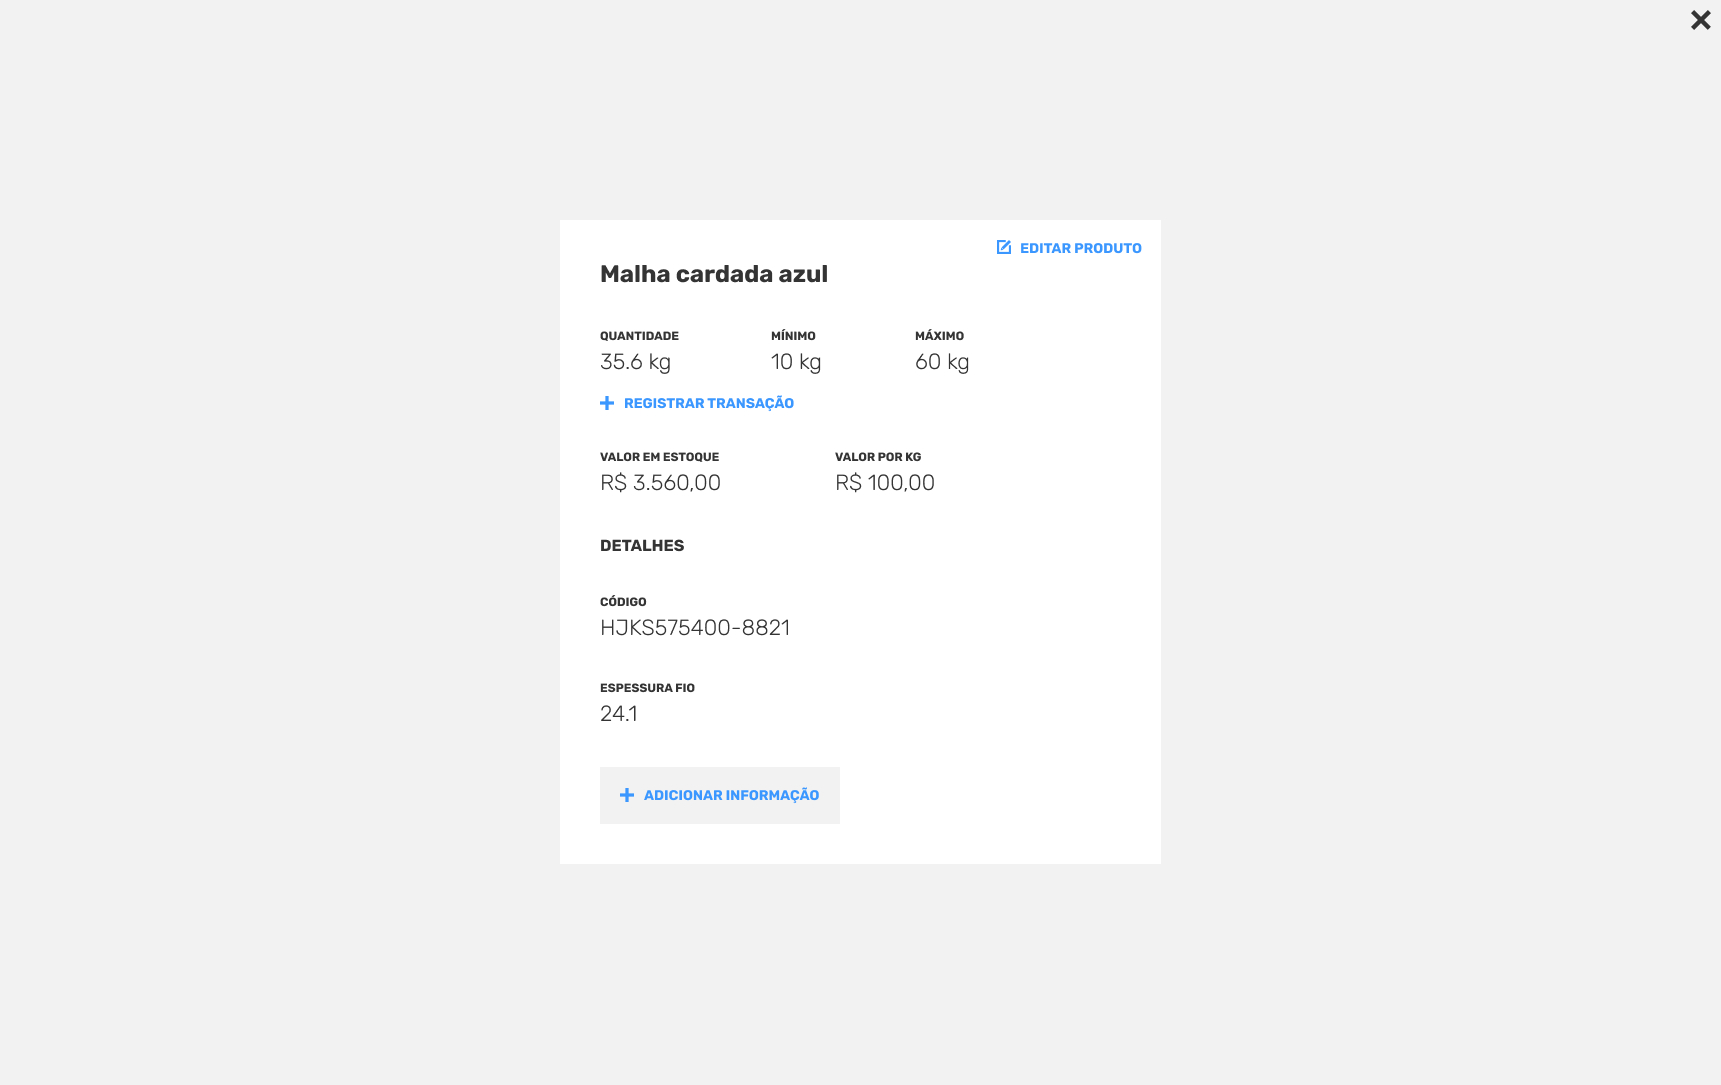 EDITAR PRODUTO
Malha cardada azul
QUANTIDADE MÍNIMO MÁXIMO
35.6 kg 10 kg 60 kg
REGISTRAR TRANSAÇÃO
VALOR EM ESTOQUE VALOR POR KG
R$ 3.560,00 R$ 100,00
DETALHES
CÓDIGO
HJKS575400-8821
ESPESSURA FIO
24.1
ADICIONAR INFORMAÇÃO